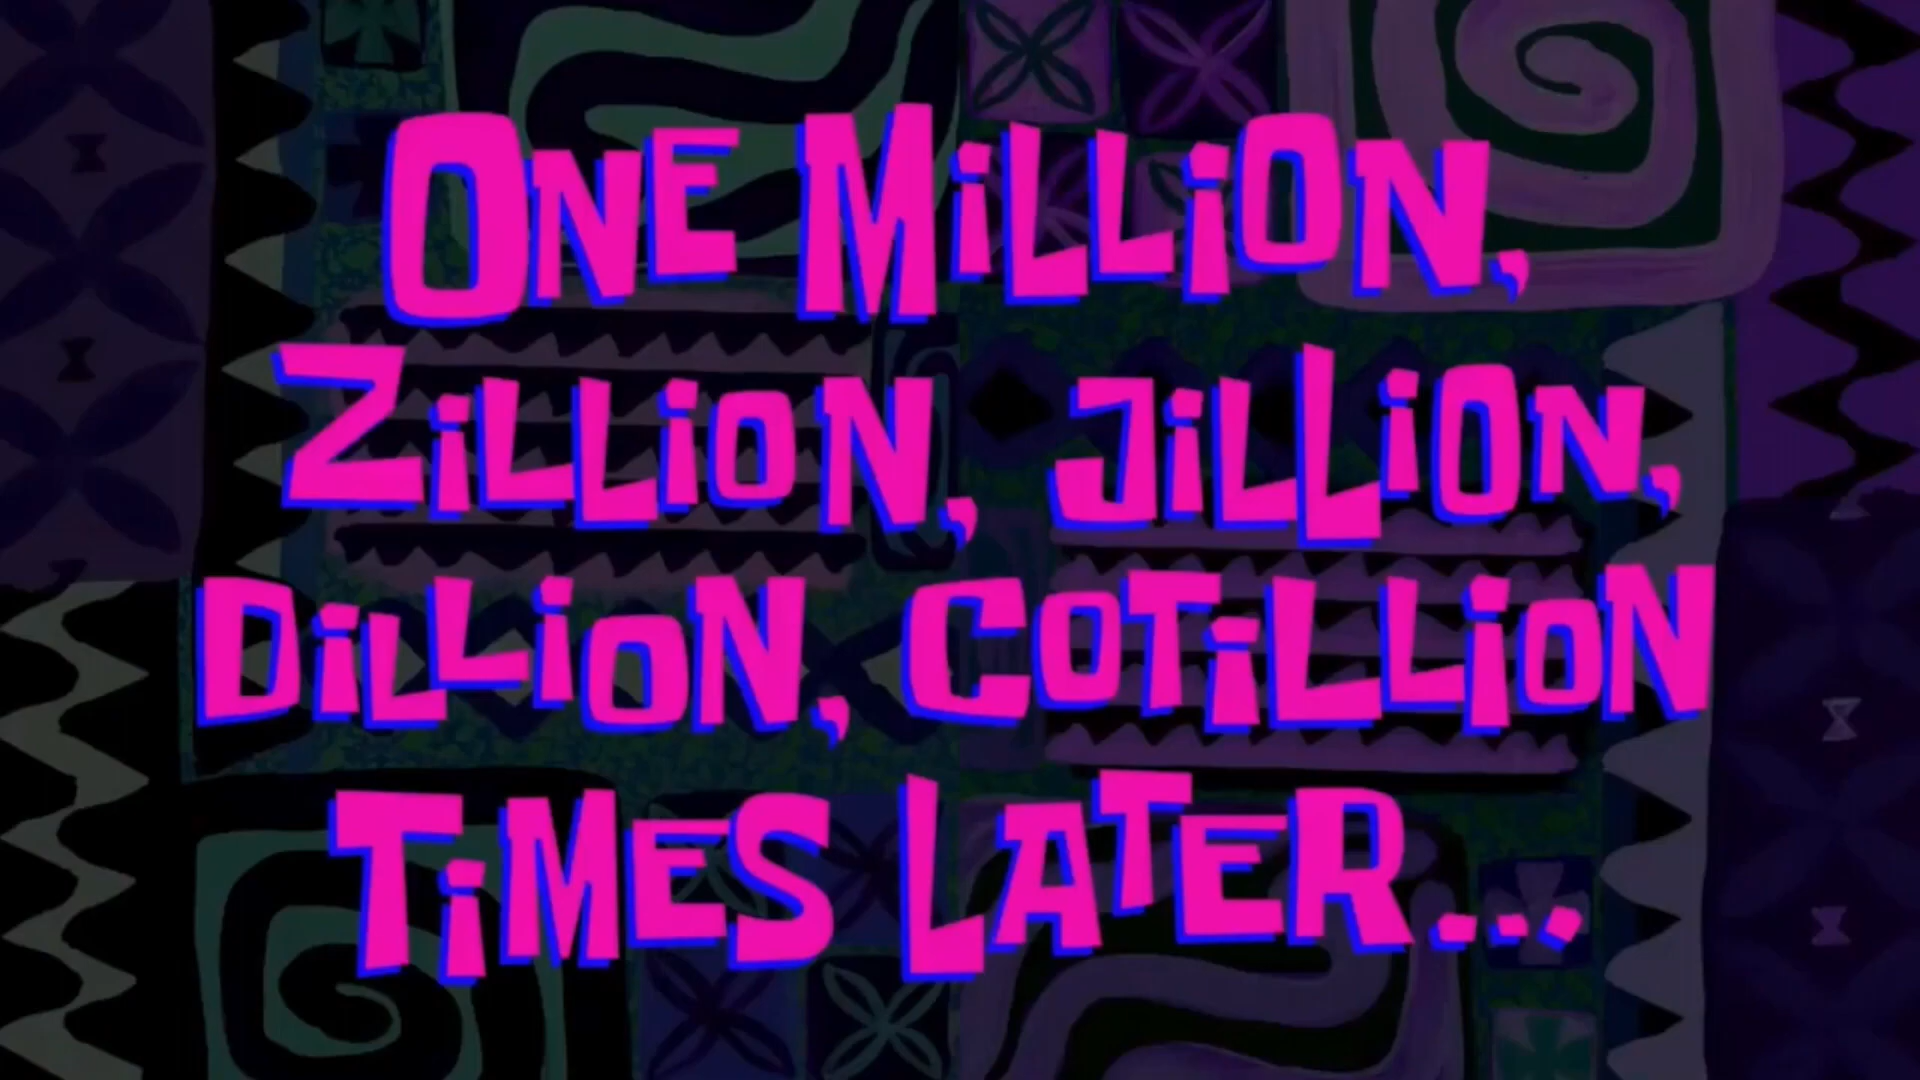 One Million,
Zillion, Jillion,
Dillion, Cotillion
Times Later...